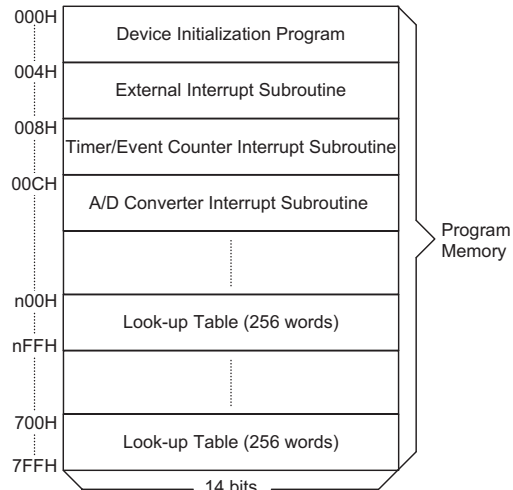 000H
Device Initialization Program
004H
External Interrupt Subroutine
008H
Timer/Event Counter Interrupt Subroutine
00CH
A/D Converter Interrupt Subroutine
Program
Memory
n00H
Look-up Table (256 words)
nFFH
700H
Look-up Table (256 words)
7FFH
14 bits